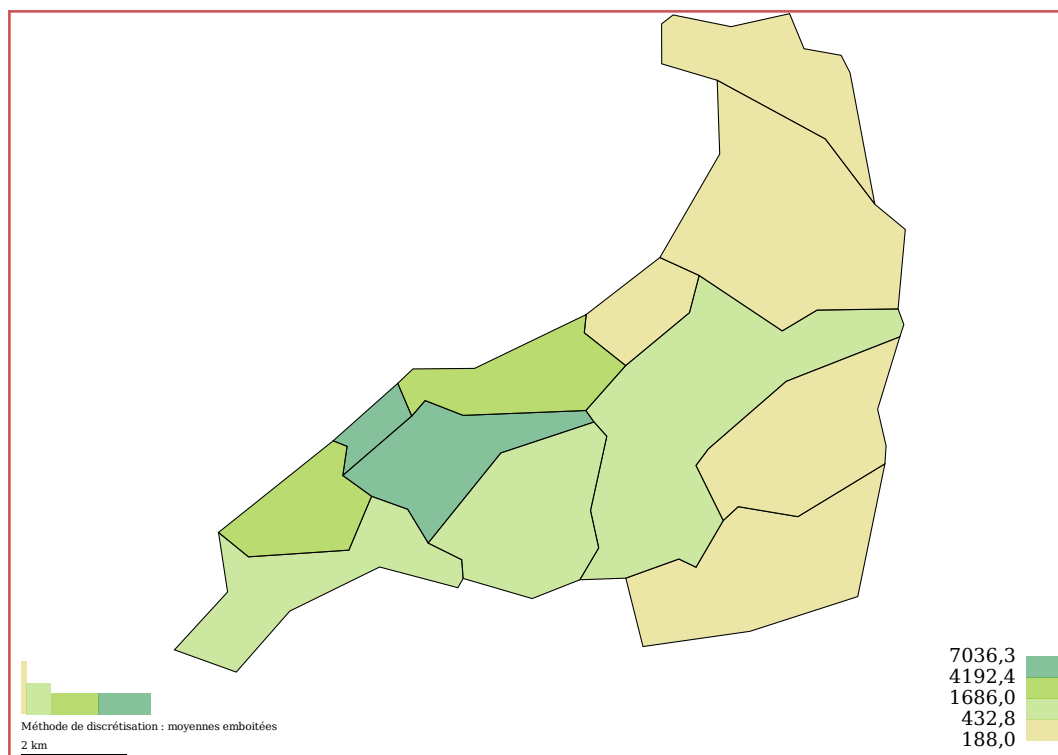 7036,3
4192,4
1686,0
432,8
188,0
Méthode de discrétisation : moyennes emboitées
2 km